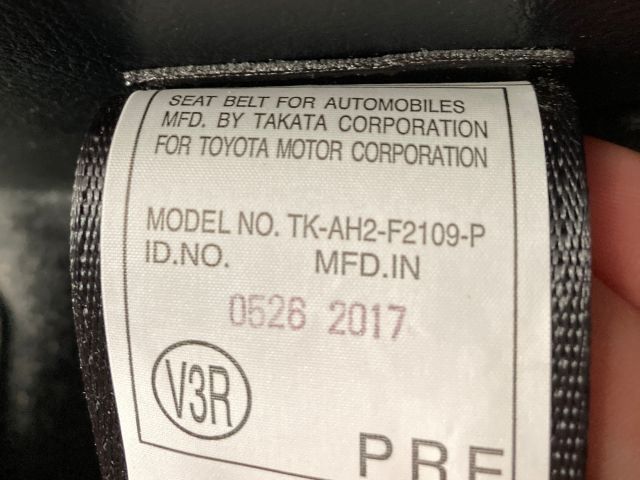 SEAT BELT FOR AUTOMOBILES
MFD. BY TAKATA CORPORATION
FOR TOYOTA MOTOR CORPORATION
MODEL NO. TK-AH2-F2109-P
ID.NO. MFD.IN
0526 2017
V3R
PRE